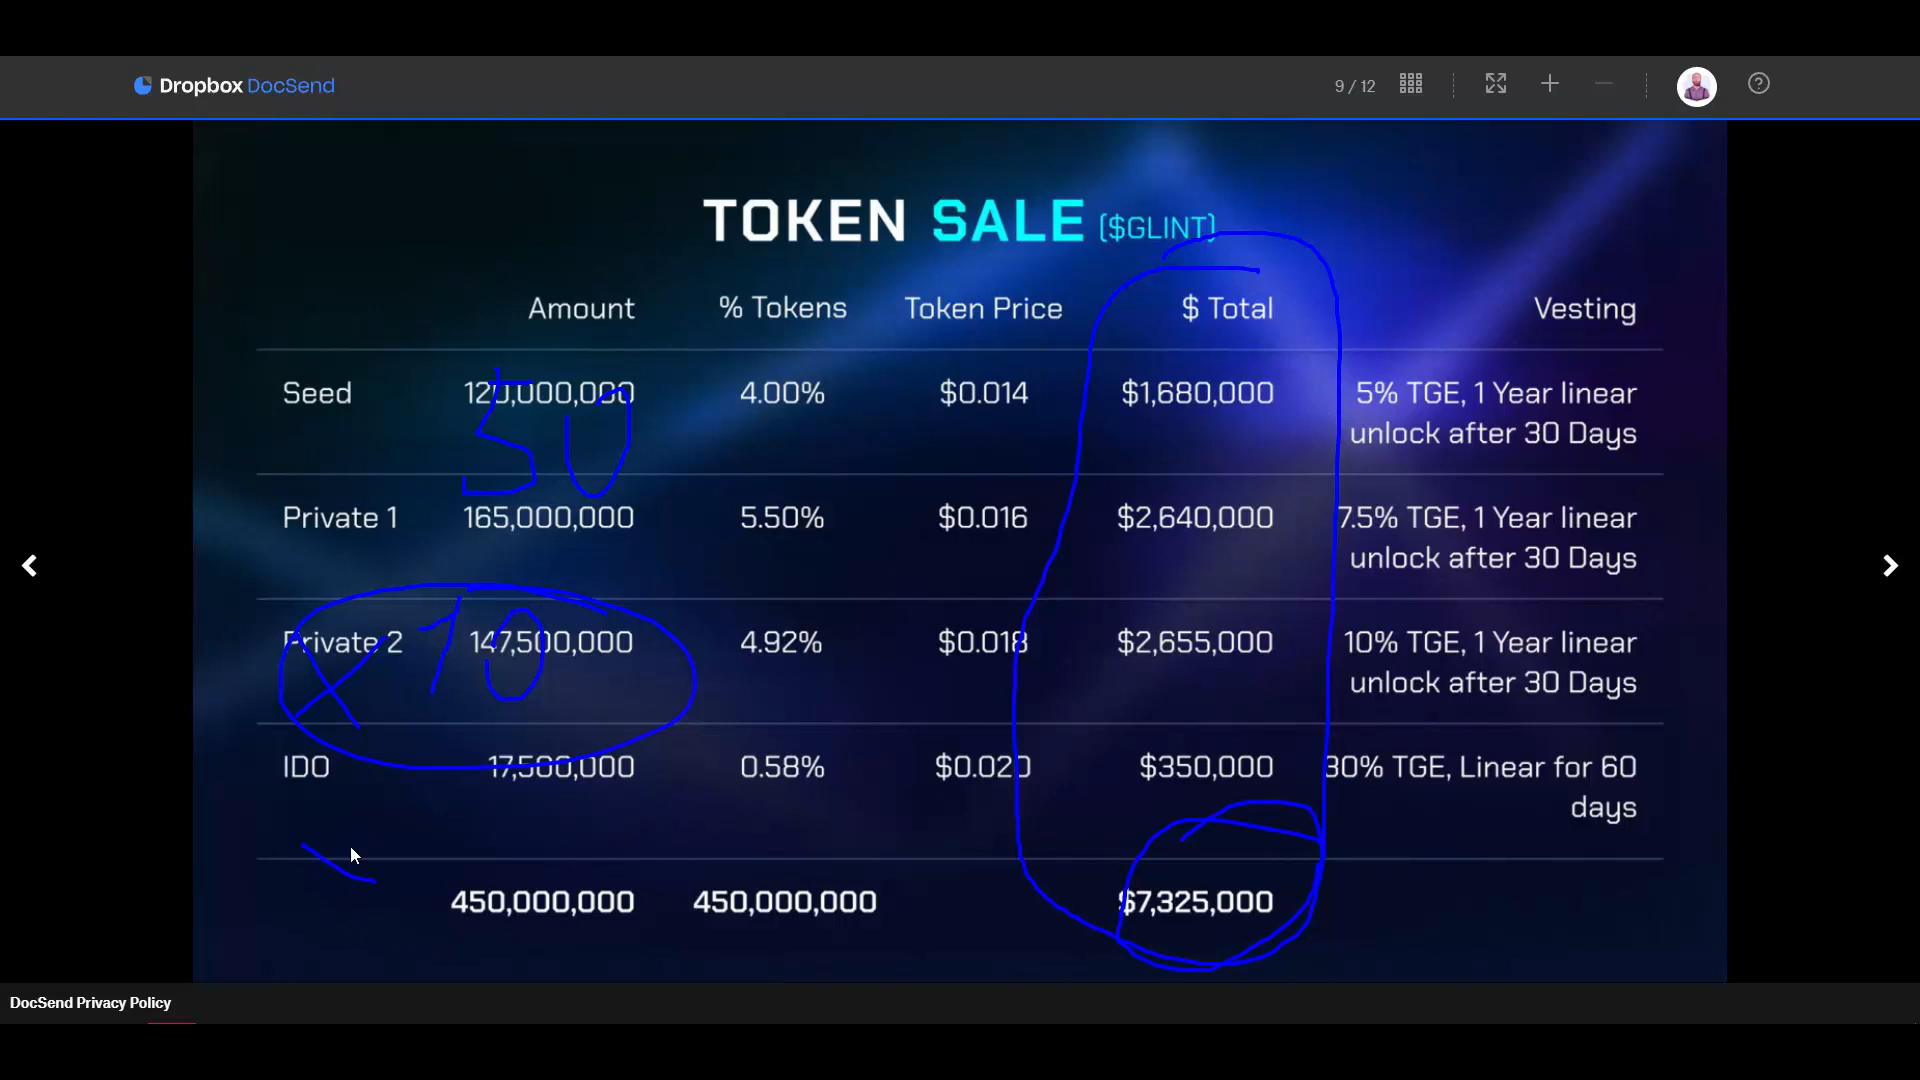 Dropbox DocSend
9 / 12
TOKEN SALE ($GLINT)
Amount % Tokens Token Price $ Total Vesting
Seed 120,000,000 4.00% $0.014 $1,680,000 5% TGE, 1 Year linear
unlock after 30 Days
50
Private 1 165,000,000 5.50% $0.016 $2,640,000 7.5% TGE, 1 Year linear
unlock after 30 Days
x 10
Private 2 147,500,000 4.92% $0.018 $2,655,000 10% TGE, 1 Year linear
unlock after 30 Days
IDO 17,500,000 0.58% $0.020 $350,000 30% TGE, Linear for 60
days
450,000,000 450,000,000 $7,325,000
DocSend Privacy Policy